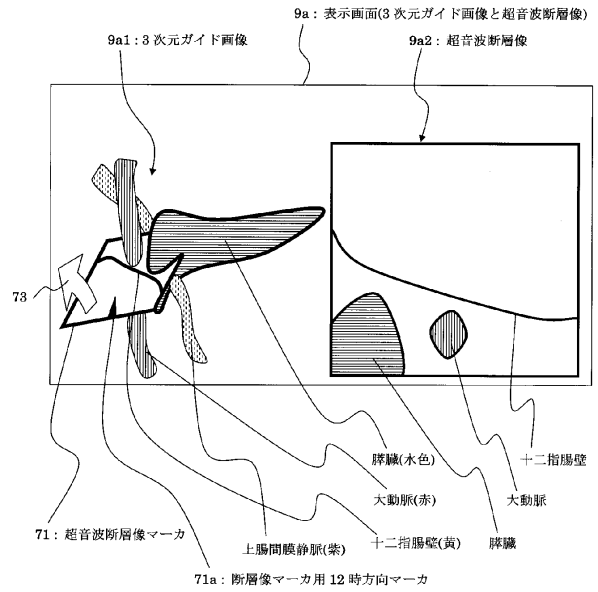 9a：表示画面(3次元ガイド画像と超音波断層像)
9a1：3次元ガイド画像
9a2：超音波断層像
73
膵臓(水色)
十二指腸壁
大動脈(赤)
大動脈
71：超音波断層像マーカ
上腸間膜静脈(紫)
十二指腸壁(黄)
膵臓
71a：断層像マーカ用12時方向マーカ